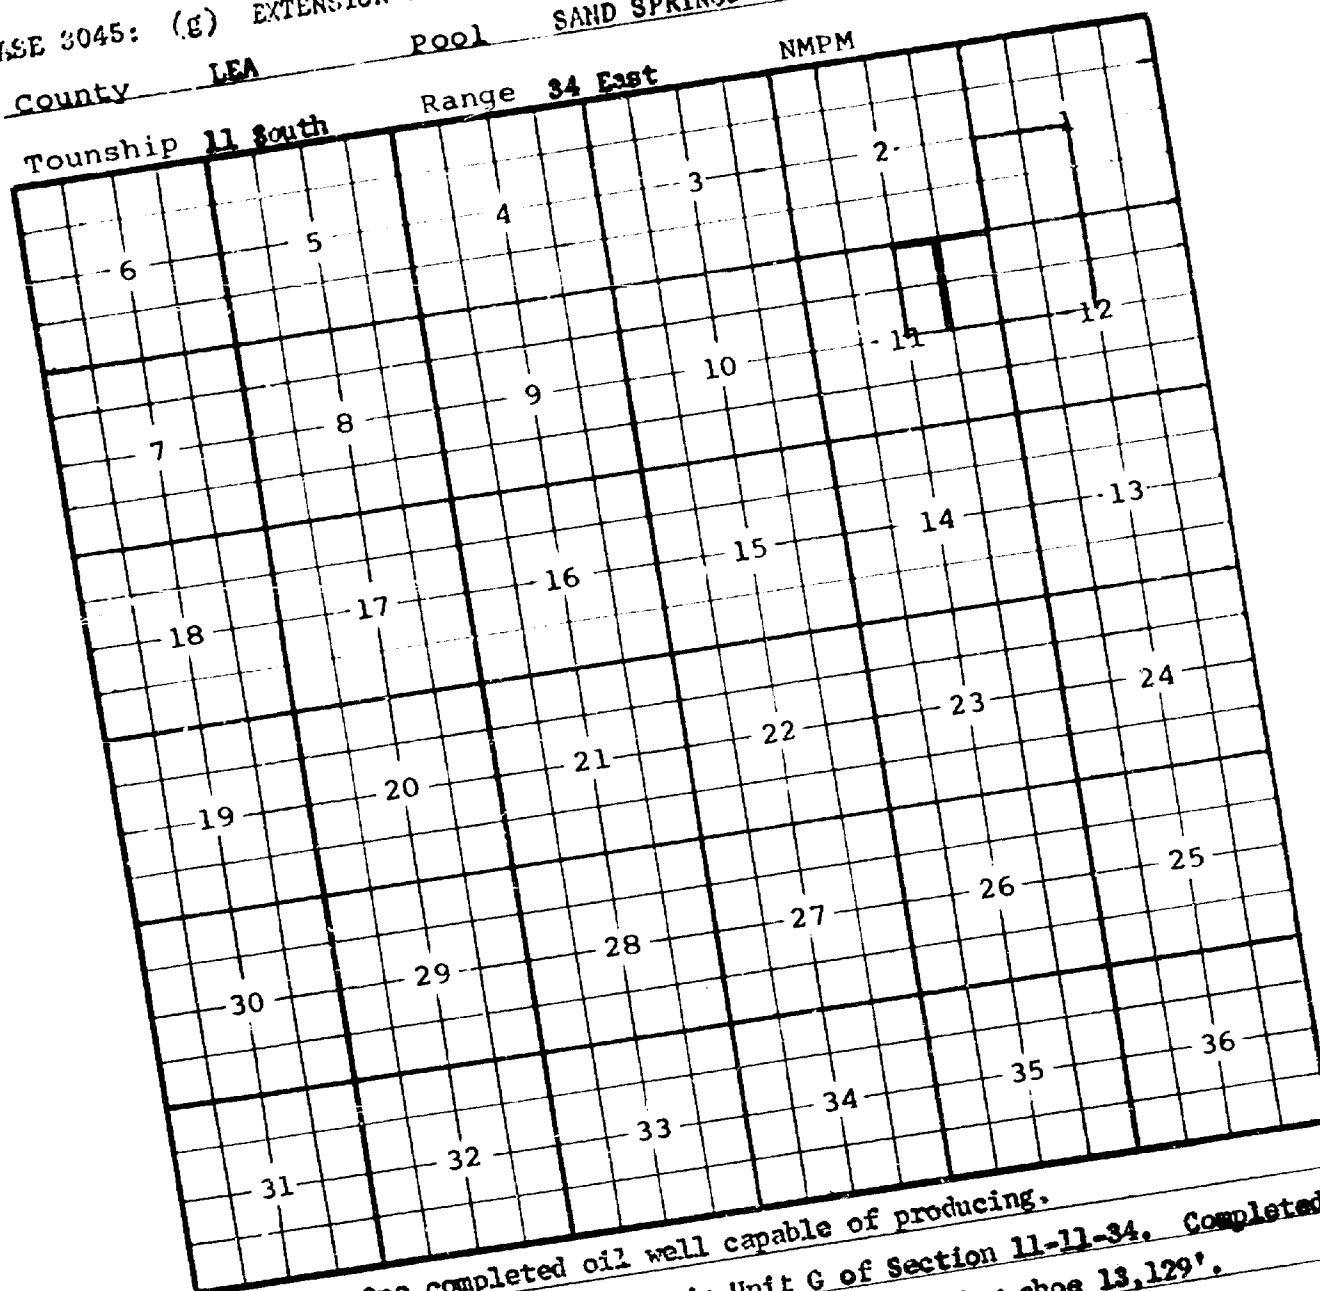 3045: (g)
County LEA Pool SAND
Township 11 South Range 34 East NMPM
6 5 4 3 2
7 8 9 10 11 12
18 17 16 15 14 13
19 20 21 22 23 24
30 29 28 27 26 25
31 32 33 34 35 36
completed oil well capable of producing.
Unit G of Section 11-11-34. Completed
shoe 13,129'.